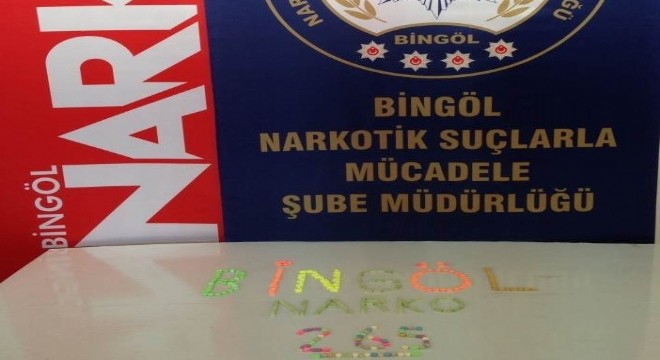 NARK
BİNGÖL
BİNGÖL
BİNGÖL
NARKOTİK SUÇLARLA
MÜCADELE
ŞUBE MÜDÜRLÜĞÜ
BİNGÖL
NARKO
265